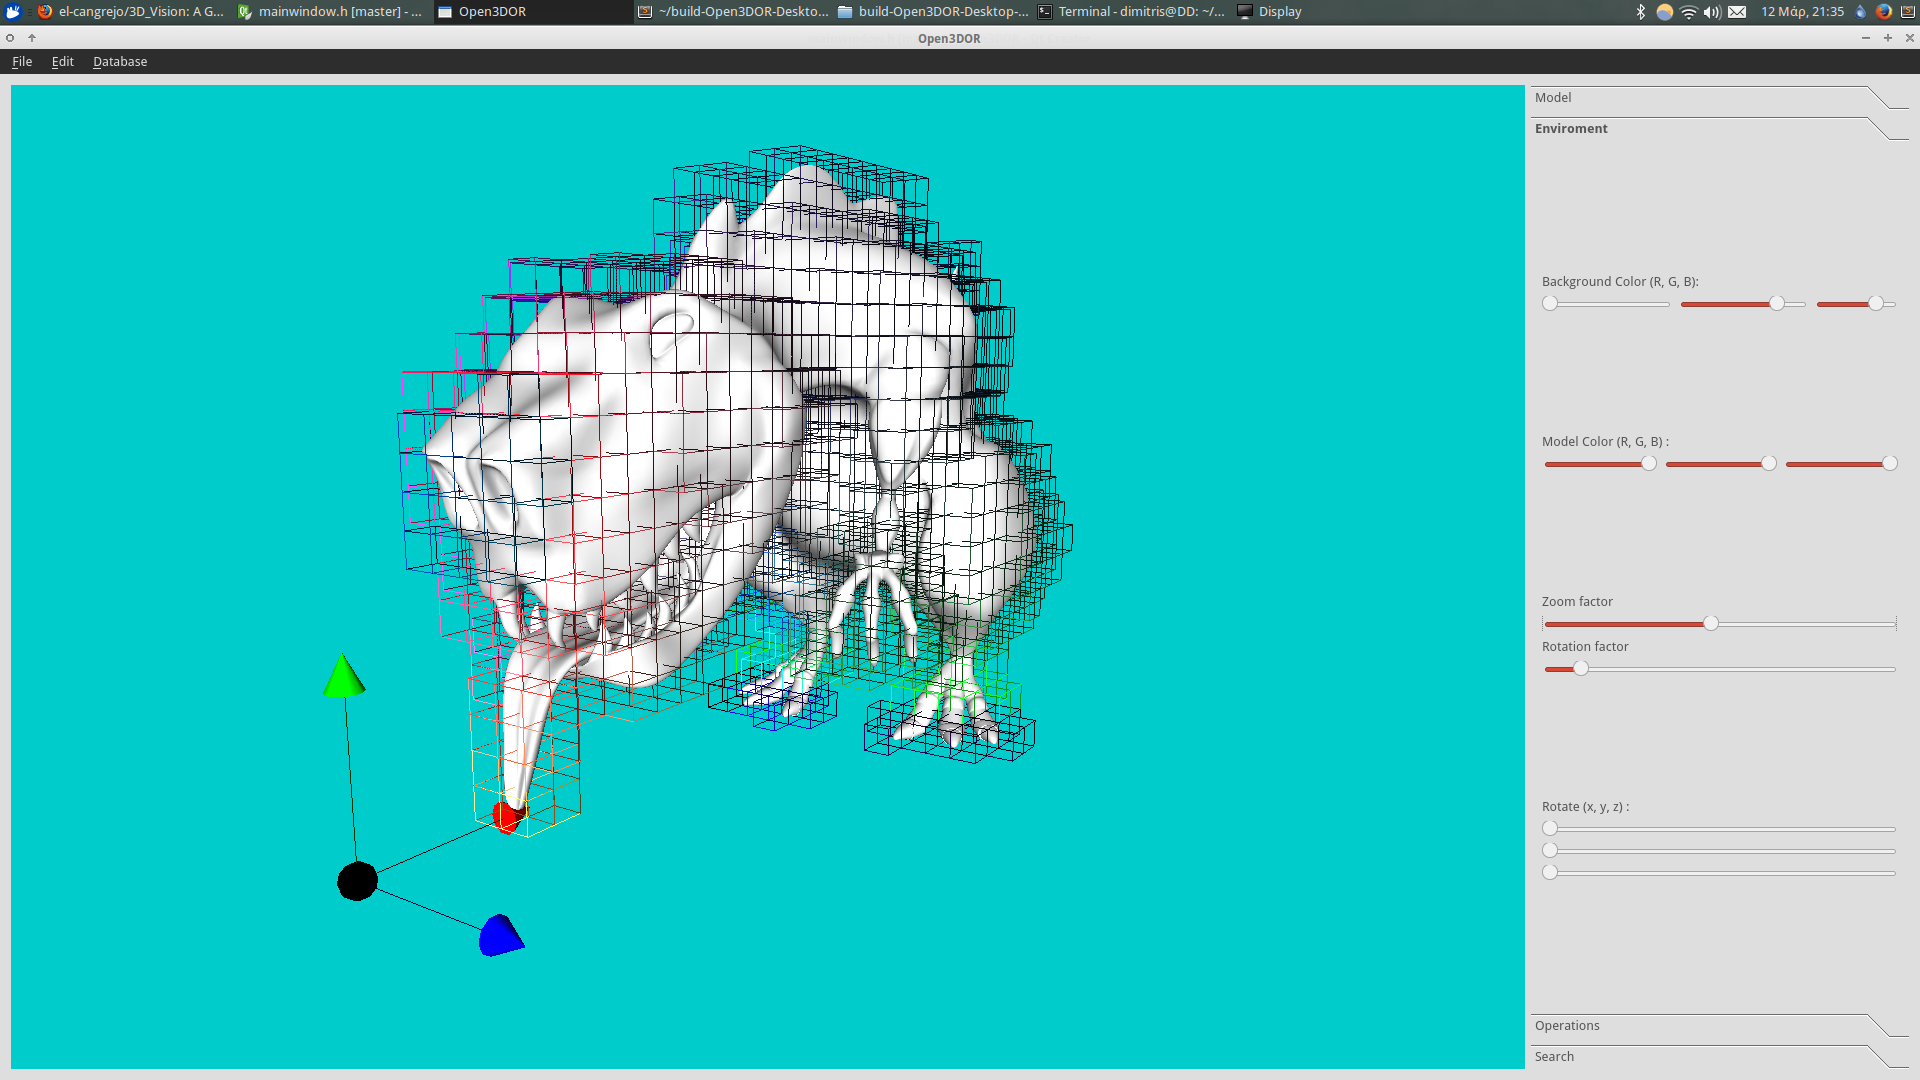 el-cangrejo/3D_Vision: A G... mainwindow.h [master] - ... Open3DOR ~/build-Open3DOR-Deskto... build-Open3DOR-Desktop-... Terminal - dimitris@DD: ~/... Display 12 Μάρ, 21:35
Open3DOR
File Edit Database
Model
Enviroment
Background Color (R, G, B):
Model Color (R, G, B) :
Zoom factor
Rotation factor
Rotate (x, y, z) :
Operations
Search